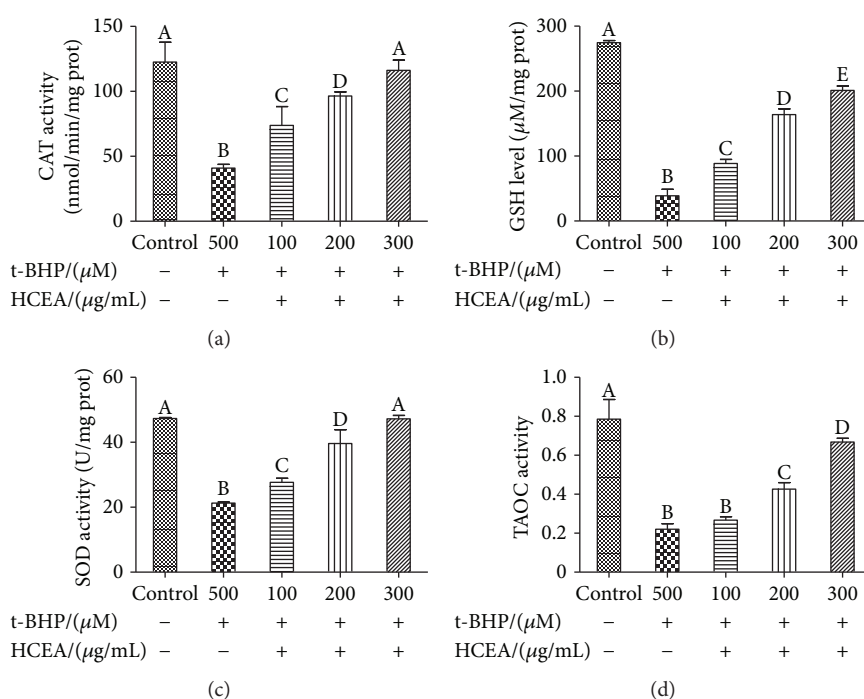 CAT activity
(nmol/min/mg prot)
150
100
50
0
A
B
C
D
A
Control 500 100 200 300
t-BHP/(μM) − + + + +
HCEA/(μg/mL) − − + + +
(a)
GSH level (μM/mg prot)
300
200
100
0
A
B
C
D
E
Control 500 100 200 300
t-BHP/(μM) − + + + +
HCEA/(μg/mL) − − + + +
(b)
SOD activity (U/mg prot)
60
40
20
0
A
B
C
D
A
Control 500 100 200 300
t-BHP/(μM) − + + + +
HCEA/(μg/mL) − − + + +
(c)
TAOC activity
1.0
0.8
0.6
0.4
0.2
0
A
B
B
C
D
Control 500 100 200 300
t-BHP/(μM) − + + + +
HCEA/(μg/mL) − − + + +
(d)